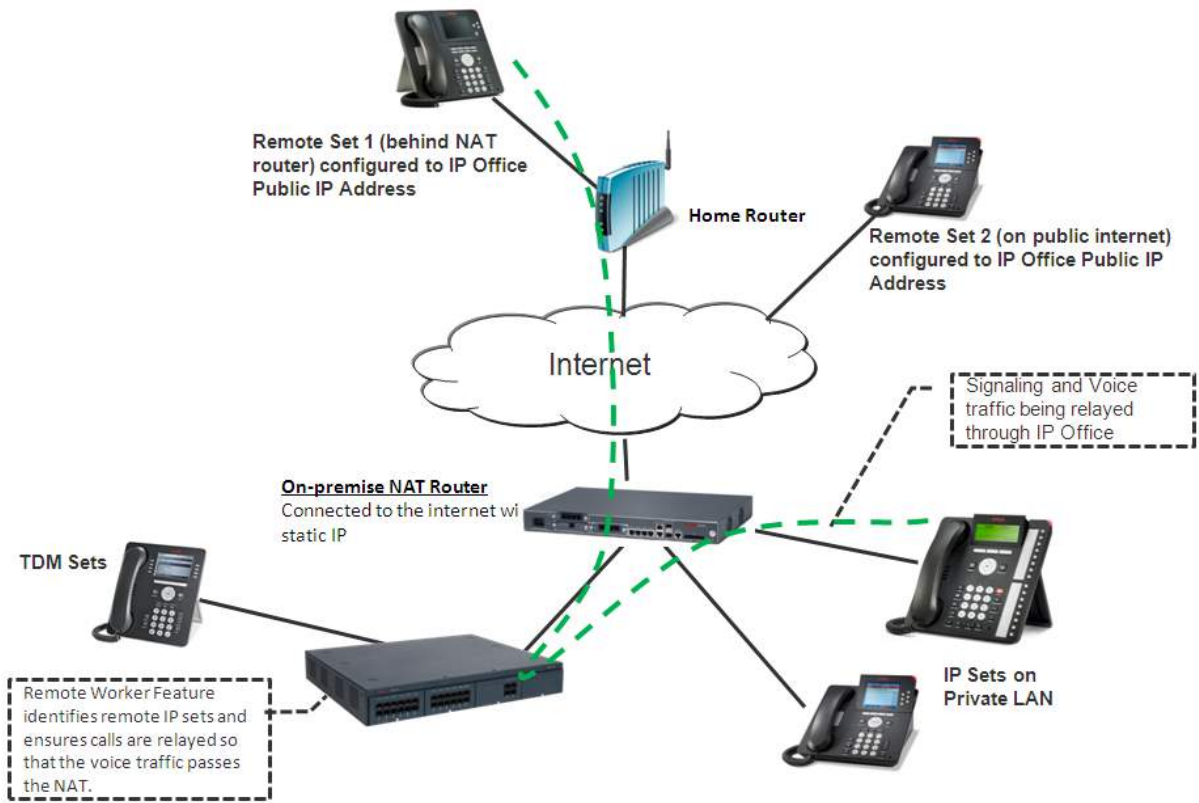 Remote Set 1 (behind NAT
router) configured to IP Office
Public IP Address
Home Router
Remote Set 2 (on public internet)
configured to IP Office Public IP
Address
Internet
Signaling and Voice
traffic being relayed
through IP Office
On-premise NAT Router
Connected to the internet wi
static IP
TDM Sets
IP Sets on
Private LAN
Remote Worker Feature
identifies remote IP sets and
ensures calls are relayed so
that the voice traffic passes
the NAT.